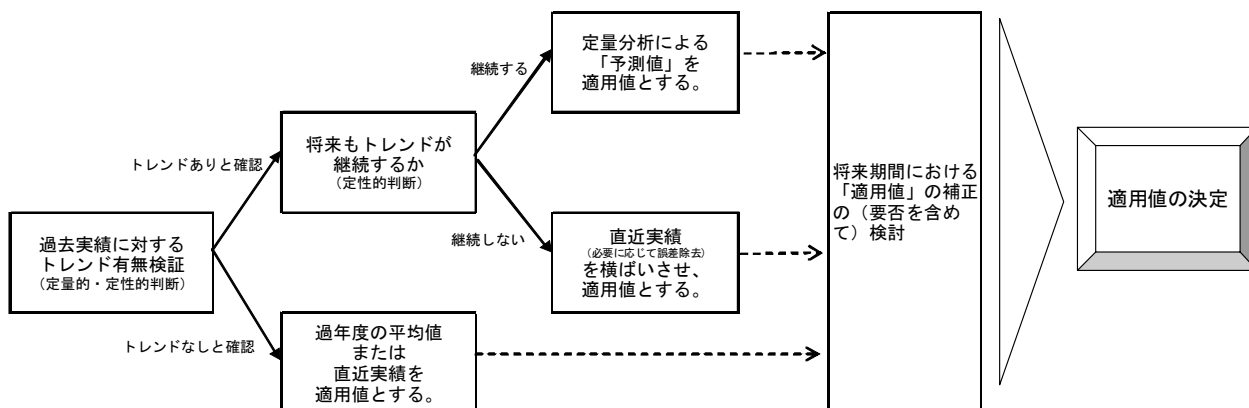 過去実績に対する
トレンド有無検証
（定量的・定性的判断）
トレンドありと確認
トレンドなしと確認
将来もトレンドが
継続するか
（定性的判断）
継続する
継続しない
定量分析による
「予測値」を
適用値とする。
直近実績
（必要に応じて誤差除去）
を横ばいさせ、
適用値とする。
過年度の平均値
または
直近実績を
適用値とする。
将来期間における
「適用値」の補正
の（要否を含め
て）検討
適用値の決定